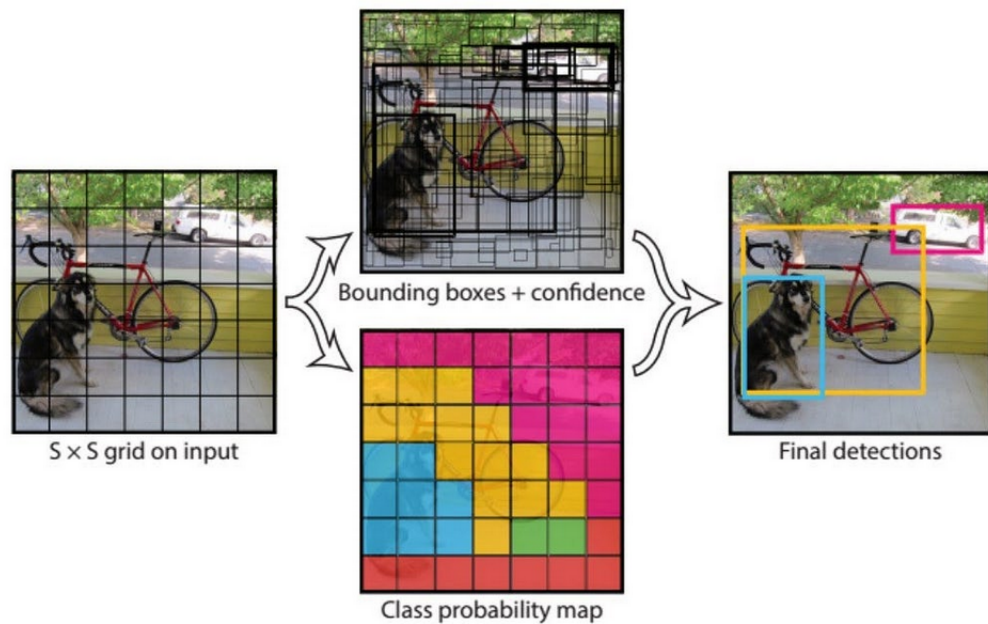 Bounding boxes + confidence
S × S grid on input
Final detections
Class probability map